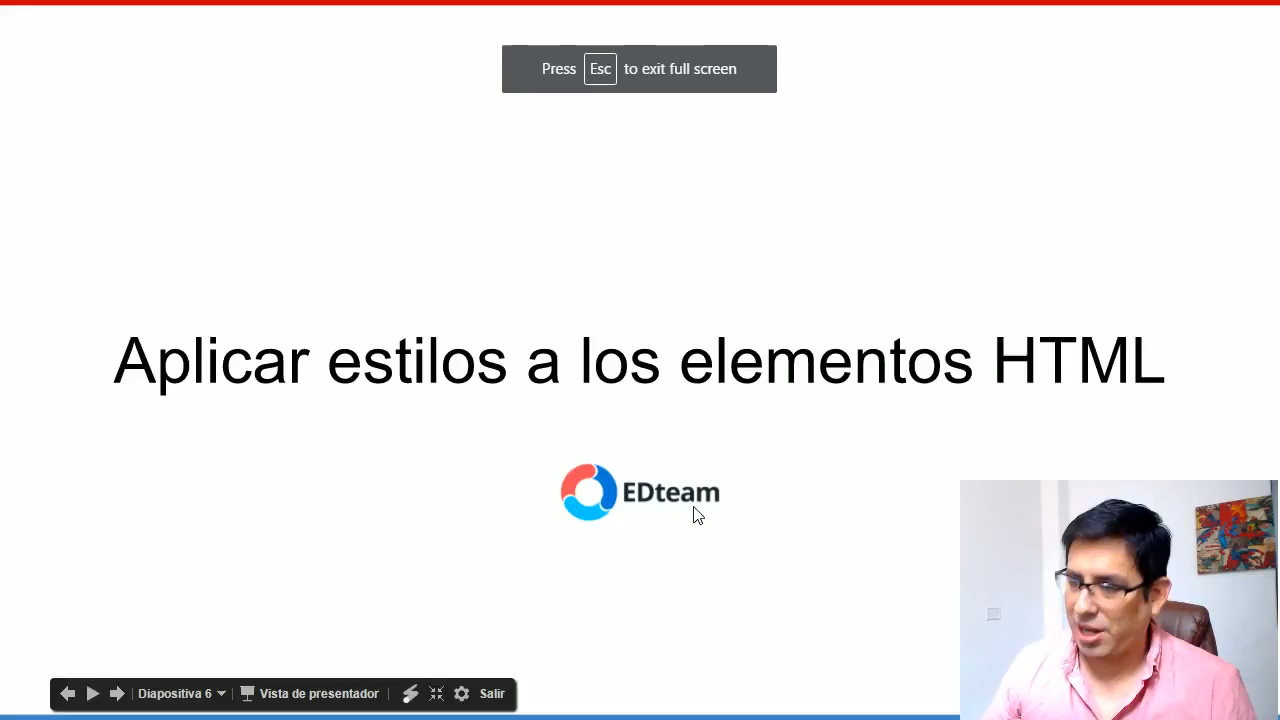 Press Esc to exit full screen
Aplicar estilos a los elementos HTML
EDteam
Diapositiva 6 Vista de presentador Salir